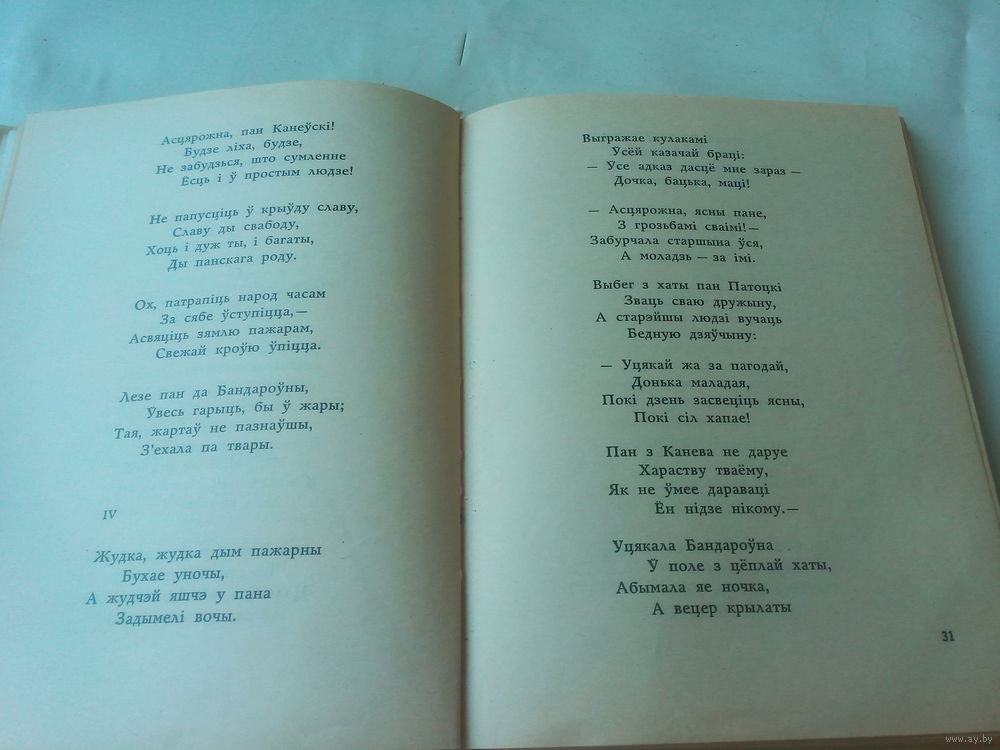 Асцярожна, пан Канеўскі!
Будзе ліха, будзе,
Не забудзься, што сумленне
Ёсць і ў простым людзе!
Не папусціць ў крыўду славу,
Славу ды свабоду,
Хоць і дуж ты, і багаты,
Ды панскага роду.
Ох, патрапіць народ часам
За сябе ўступіцца,—
Асвяціць зямлю пажарам,
Свежай кроўю ўпіцца.
Лезе пан да Бандароўны,
Ўвесь гарыць, бы ў жары;
Тая, жартаў не пазнаўшы,
З'ехала па твары.
IV
Жудка, жудка дым пажарны
Бухае уночы,
А жудчэй яшчэ у пана
Задымелі вочы.
Выгражае кулакамі
Усёй казачай браці:
— Усе адказ дасцё мне зараз —
Дочка, бацька, маці!
— Асцярожна, ясны пане,
З грозьбамі сваімі!—
Забурчала старшына ўся,
А моладзь — за імі.
Выбег з хаты пан Патоцкі
Зваць сваю дружыну,
А старэйшы людзі вучаць
Бедную дзяўчыну:
— Уцякай жа за пагодай,
Донька маладая,
Покі дзень засвеціць ясны,
Покі сіл хапае!
Пан з Канева не даруе
Хараству тваёму,
Як не ўмее дараваці
Ён нідзе нікому.—
Уцякала Бандароўна
Ў поле з цёплай хаты,
Абымала яе ночка,
А вецер крылаты
31
www.ay.by